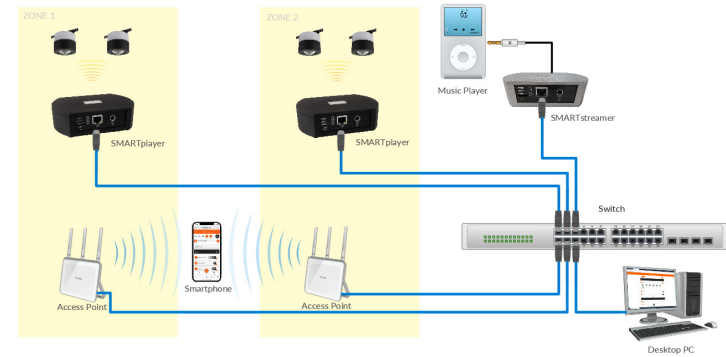 ZONE 1
ZONE 2
Music Player
SMARTplayer
SMARTplayer
SMARTstreamer
Switch
Smartphone
Access Point
Access Point
Desktop PC